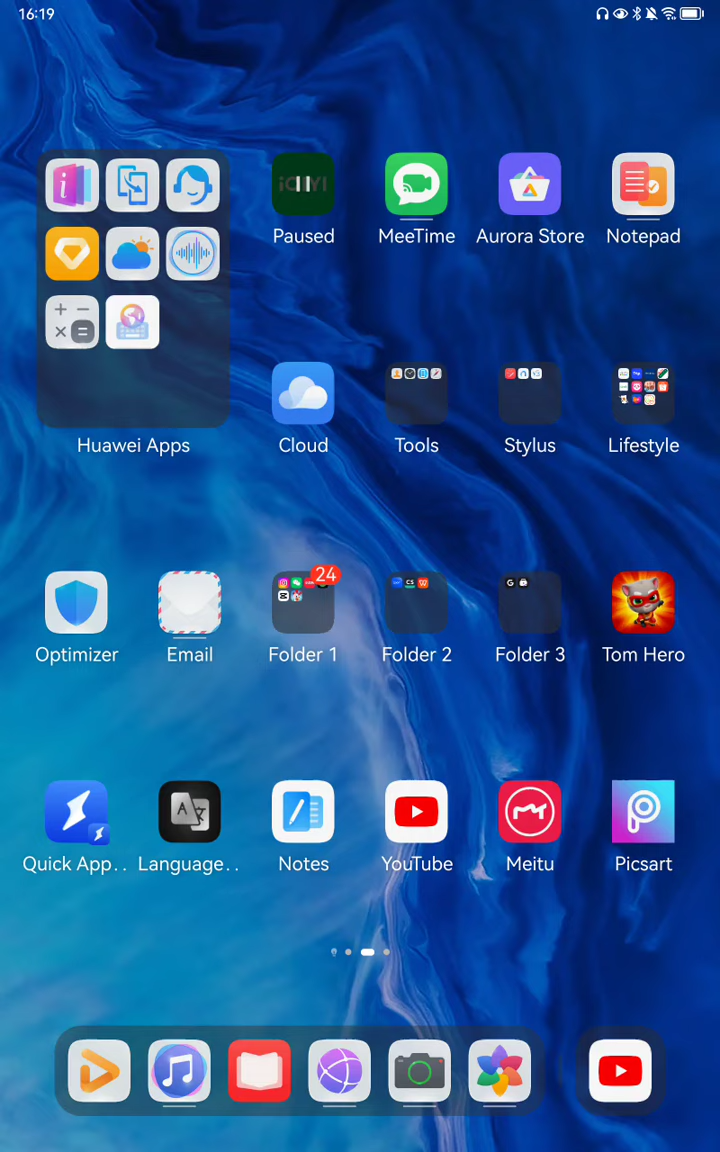 16:19
Paused
MeeTime
Aurora Store
Notepad
Huawei Apps
Cloud
Tools
Stylus
Lifestyle
24
Optimizer
Email
Folder 1
Folder 2
Folder 3
Tom Hero
Quick App..
Language..
Notes
YouTube
Meitu
Picsart